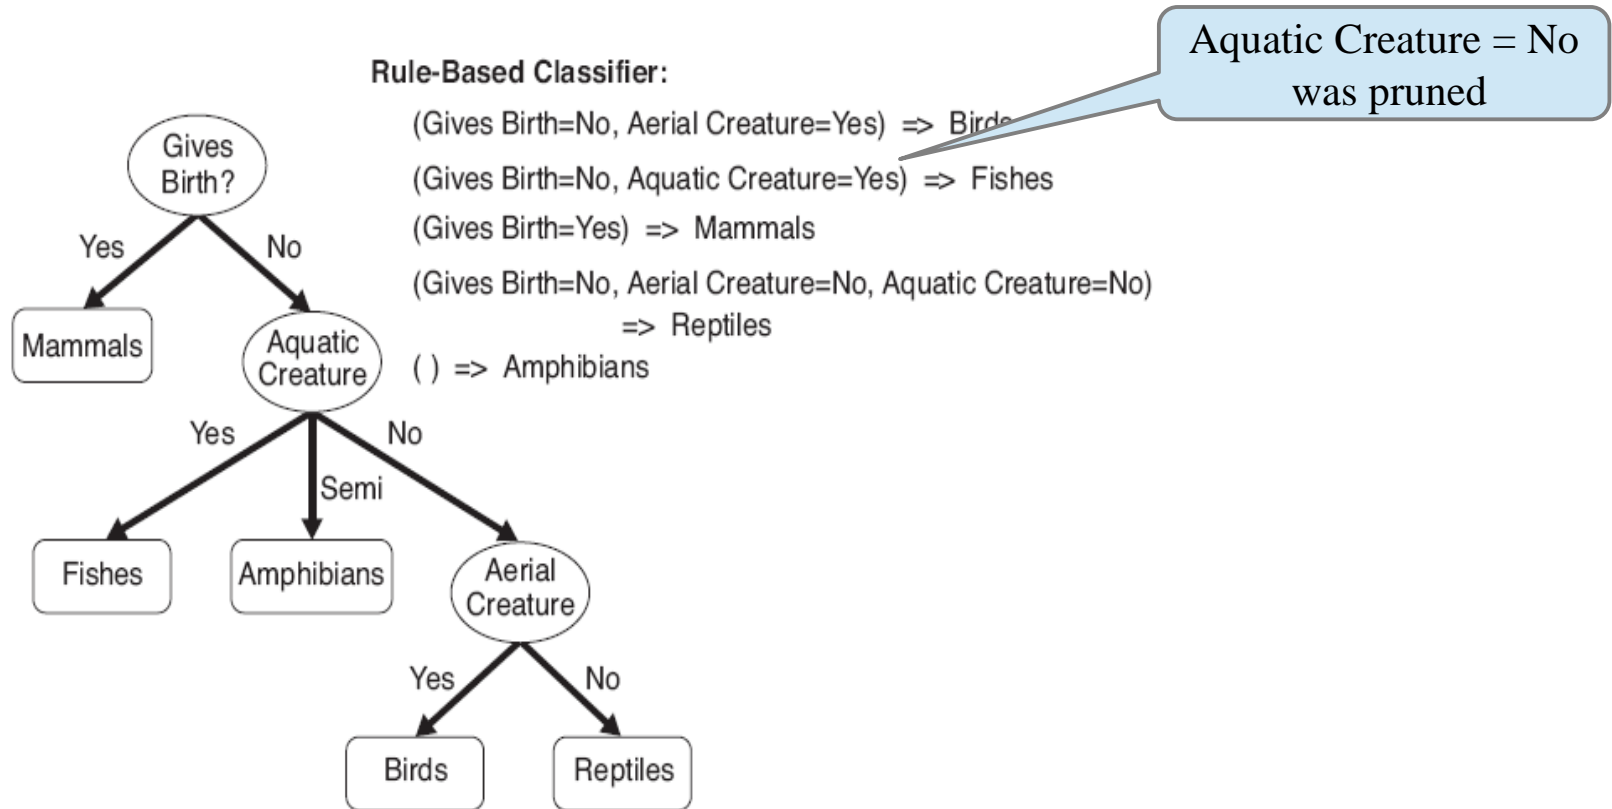 Aquatic Creature = No
was pruned
Rule-Based Classifier:
(Gives Birth=No, Aerial Creature=Yes) => Birds
(Gives Birth=No, Aquatic Creature=Yes) => Fishes
(Gives Birth=Yes) => Mammals
(Gives Birth=No, Aerial Creature=No, Aquatic Creature=No)
=> Reptiles
( ) => Amphibians
Gives
Birth?
Yes
No
Mammals
Aquatic
Creature
Yes
Semi
No
Fishes
Amphibians
Aerial
Creature
Yes
No
Birds
Reptiles